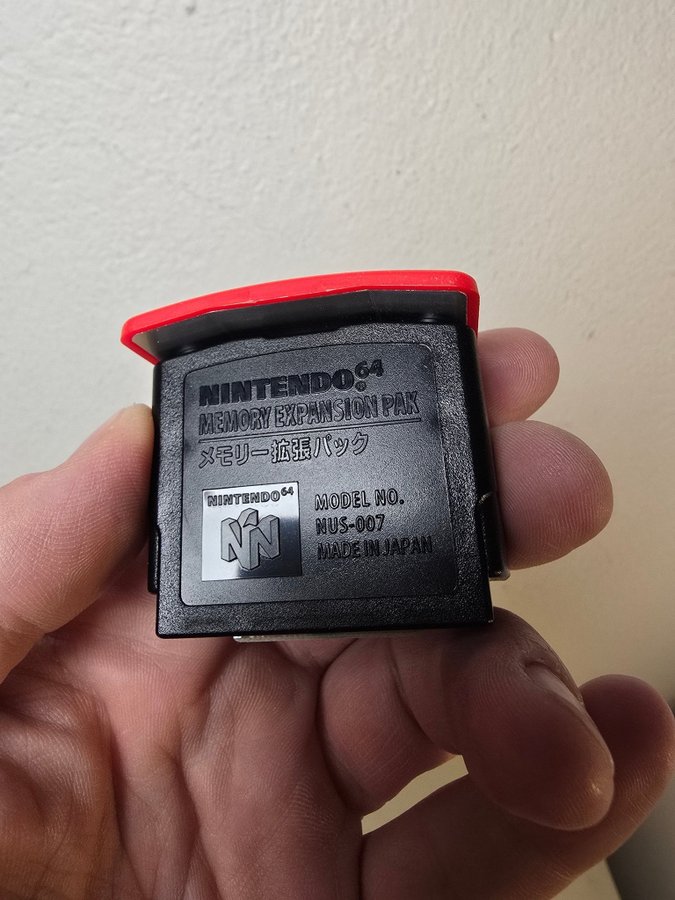 NINTENDO64®
MEMORY EXPANSION PAK
メモリー拡張パック
NINTENDO64
MODEL NO.
NUS-007
MADE IN JAPAN